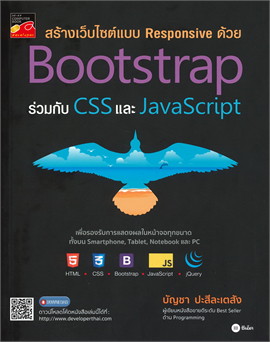 สร้างเว็บไซต์แบบ Responsive ด้วย
Bootstrap
ร่วมกับ CSS และ JavaScript
เพื่อรองรับการแสดงผลในหน้าจอทุกขนาด
ทั้งบน Smartphone, Tablet, Notebook และ PC
HTML + CSS + Bootstrap + JavaScript + jQuery
ดาวน์โหลดโค้ดหนังสือเล่มนี้ได้ที่:
http://www.developerthai.com
บัญชา ปะสีละเตสัง
ผู้เขียนหนังสือขายดีระดับ Best Seller
ด้าน Programming